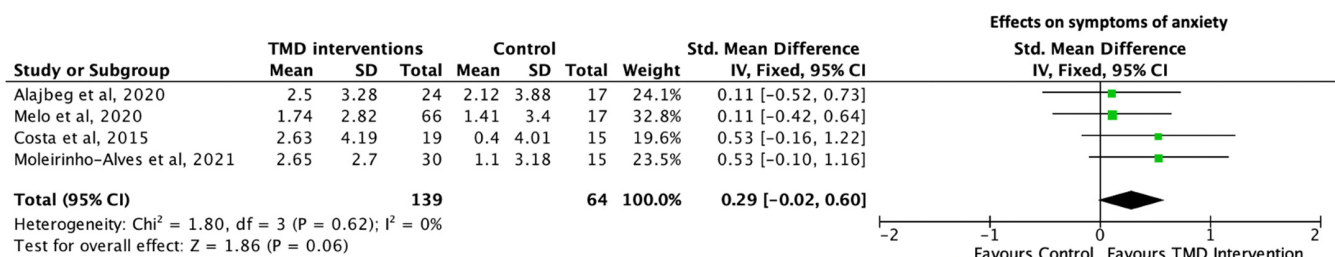 Effects on symptoms of anxiety
TMD interventions Control Std. Mean Difference Std. Mean Difference
Study or Subgroup Mean SD Total Mean SD Total Weight IV, Fixed, 95% CI IV, Fixed, 95% CI
Alajbeg et al, 2020 2.5 3.28 24 2.12 3.88 17 24.1% 0.11 [-0.52, 0.73]
Melo et al, 2020 1.74 2.82 66 1.41 3.4 17 32.8% 0.11 [-0.42, 0.64]
Costa et al, 2015 2.63 4.19 19 0.4 4.01 15 19.6% 0.53 [-0.16, 1.22]
Moleirinho-Alves et al, 2021 2.65 2.7 30 1.1 3.18 15 23.5% 0.53 [-0.10, 1.16]
Total (95% CI) 139 64 100.0% 0.29 [-0.02, 0.60]
Heterogeneity: Chi² = 1.80, df = 3 (P = 0.62); I² = 0%
Test for overall effect: Z = 1.86 (P = 0.06)
-2 -1 0 1 2
Favours Control Favours TMD Intervention